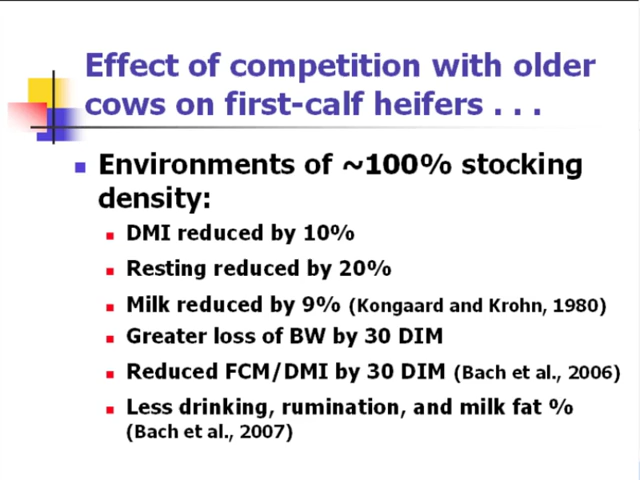 Effect of competition with older
cows on first-calf heifers . . .
Environments of ~100% stocking
density:
DMI reduced by 10%
Resting reduced by 20%
Milk reduced by 9% (Kongaard and Krohn, 1980)
Greater loss of BW by 30 DIM
Reduced FCM/DMI by 30 DIM (Bach et al., 2006)
Less drinking, rumination, and milk fat %
(Bach et al., 2007)